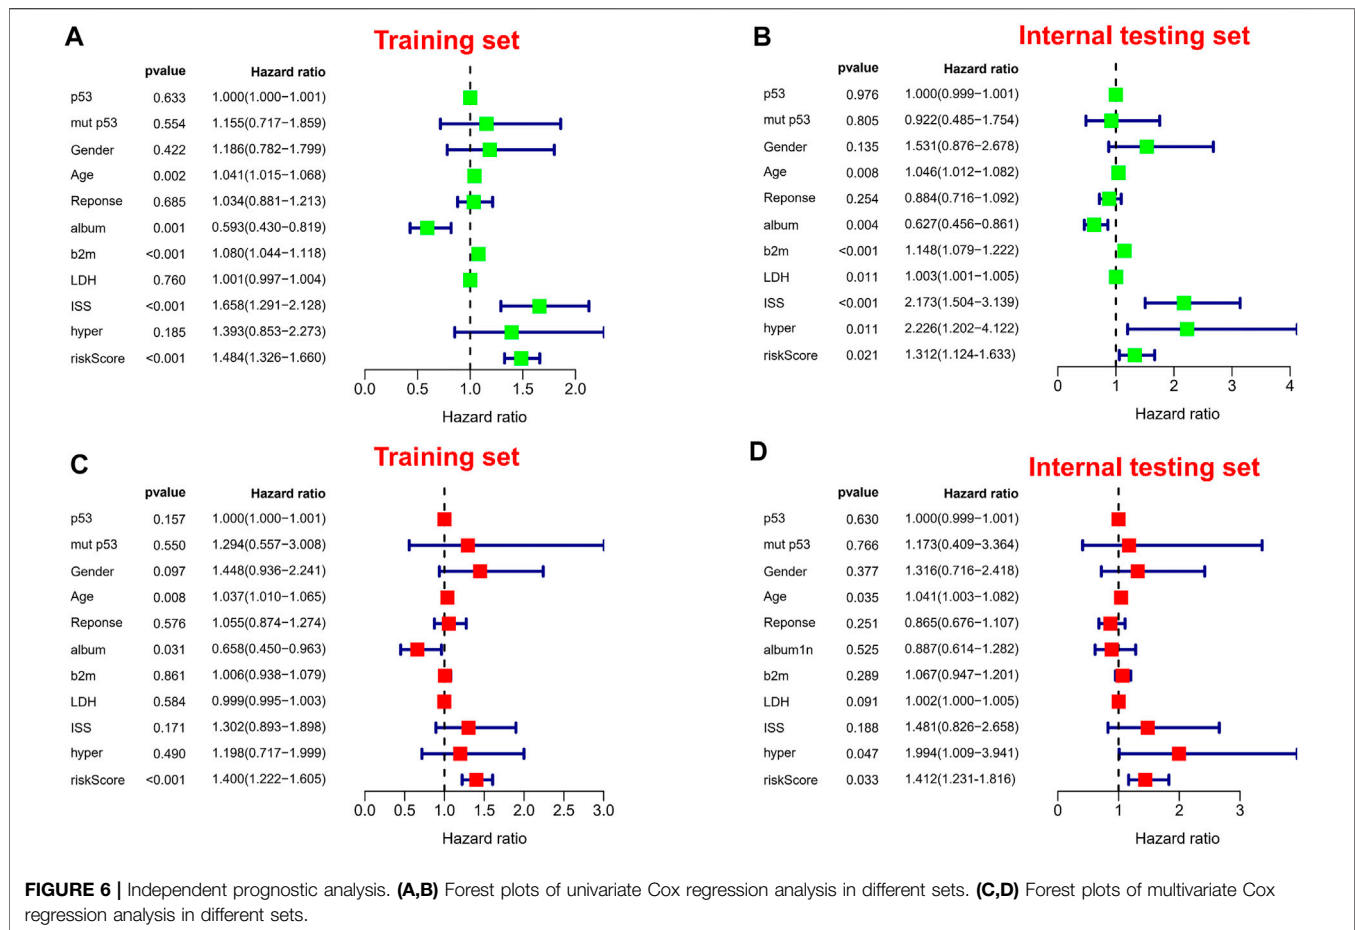 A
Training set
pvalue Hazard ratio
p53 0.633 1.000(1.000−1.001)
mut p53 0.554 1.155(0.717−1.859)
Gender 0.422 1.186(0.782−1.799)
Age 0.002 1.041(1.015−1.068)
Reponse 0.685 1.034(0.881−1.213)
album 0.001 0.593(0.430−0.819)
b2m <0.001 1.080(1.044−1.118)
LDH 0.760 1.001(0.997−1.004)
ISS <0.001 1.658(1.291−2.128)
hyper 0.185 1.393(0.853−2.273)
riskScore <0.001 1.484(1.326−1.660)
0.0 0.5 1.0 1.5 2.0
Hazard ratio
B
Internal testing set
pvalue Hazard ratio
p53 0.976 1.000(0.999−1.001)
mut p53 0.805 0.922(0.485−1.754)
Gender 0.135 1.531(0.876−2.678)
Age 0.008 1.046(1.012−1.082)
Reponse 0.254 0.884(0.716−1.092)
album 0.004 0.627(0.456−0.861)
b2m <0.001 1.148(1.079−1.222)
LDH 0.011 1.003(1.001−1.005)
ISS <0.001 2.173(1.504−3.139)
hyper 0.011 2.226(1.202−4.122)
riskScore 0.021 1.312(1.124-1.633)
0 1 2 3 4
Hazard ratio
C
Training set
pvalue Hazard ratio
p53 0.157 1.000(1.000−1.001)
mut p53 0.550 1.294(0.557−3.008)
Gender 0.097 1.448(0.936−2.241)
Age 0.008 1.037(1.010−1.065)
Reponse 0.576 1.055(0.874−1.274)
album 0.031 0.658(0.450−0.963)
b2m 0.861 1.006(0.938−1.079)
LDH 0.584 0.999(0.995−1.003)
ISS 0.171 1.302(0.893−1.898)
hyper 0.490 1.198(0.717−1.999)
riskScore <0.001 1.400(1.222−1.605)
0.0 0.5 1.0 1.5 2.0 2.5 3.0
Hazard ratio
D
Internal testing set
pvalue Hazard ratio
p53 0.630 1.000(0.999−1.001)
mut p53 0.766 1.173(0.409−3.364)
Gender 0.377 1.316(0.716−2.418)
Age 0.035 1.041(1.003−1.082)
Reponse 0.251 0.865(0.676−1.107)
album1n 0.525 0.887(0.614−1.282)
b2m 0.289 1.067(0.947−1.201)
LDH 0.091 1.002(1.000−1.005)
ISS 0.188 1.481(0.826−2.658)
hyper 0.047 1.994(1.009−3.941)
riskScore 0.033 1.412(1.231-1.816)
0 1 2 3
Hazard ratio
FIGURE 6 | Independent prognostic analysis. (A,B) Forest plots of univariate Cox regression analysis in different sets. (C,D) Forest plots of multivariate Cox
regression analysis in different sets.